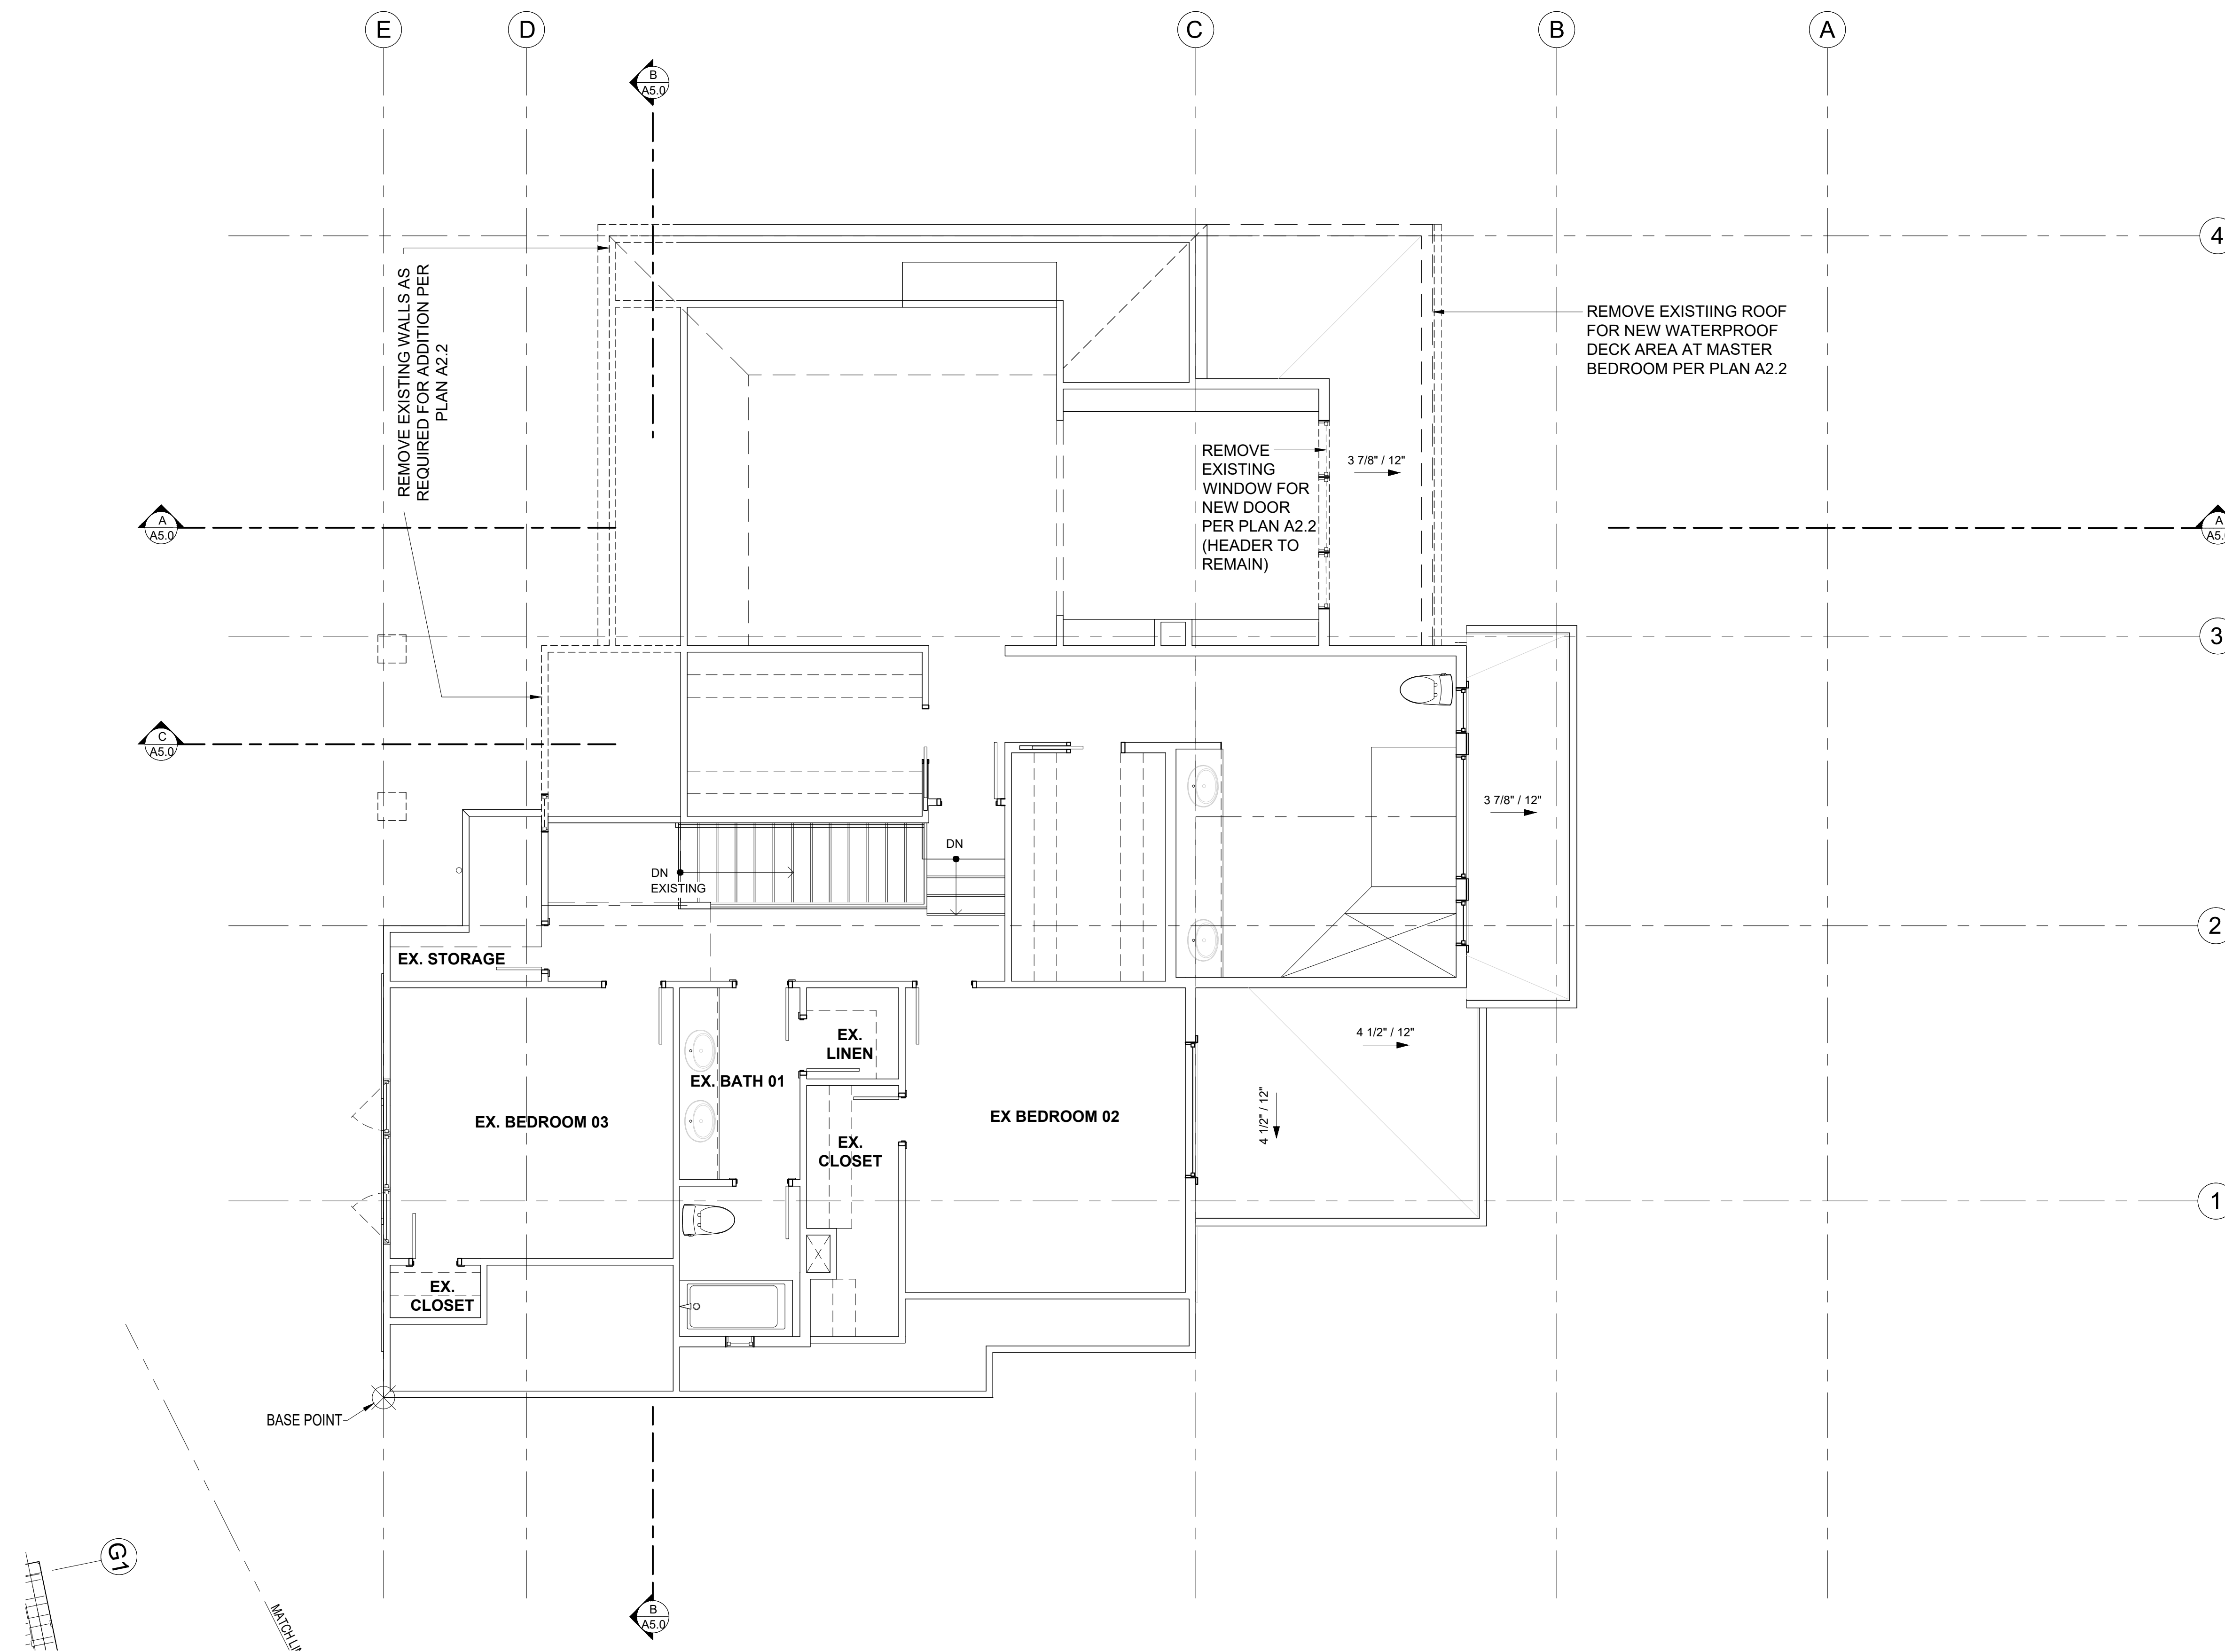 E
D
C
B
A
B
A5.0
4
REMOVE EXISTING WALLS AS
REQUIRED FOR ADDITION PER
PLAN A2.2
REMOVE EXISTIING ROOF
FOR NEW WATERPROOF
DECK AREA AT MASTER
BEDROOM PER PLAN A2.2
REMOVE
EXISTING
WINDOW FOR
NEW DOOR
PER PLAN A2.2
(HEADER TO
REMAIN)
3 7/8" / 12"
A
A5.0
A
3
C
A5.0
3 7/8" / 12"
DN
DN
EXISTING
2
EX. STORAGE
4 1/2" / 12"
EX.
LINEN
EX. BATH 01
4 1/2" / 12"
EX. BEDROOM 03
EX BEDROOM 02
EX.
CLOSET
1
EX.
CLOSET
BASE POINT
G1
MATCH
B
A5.0